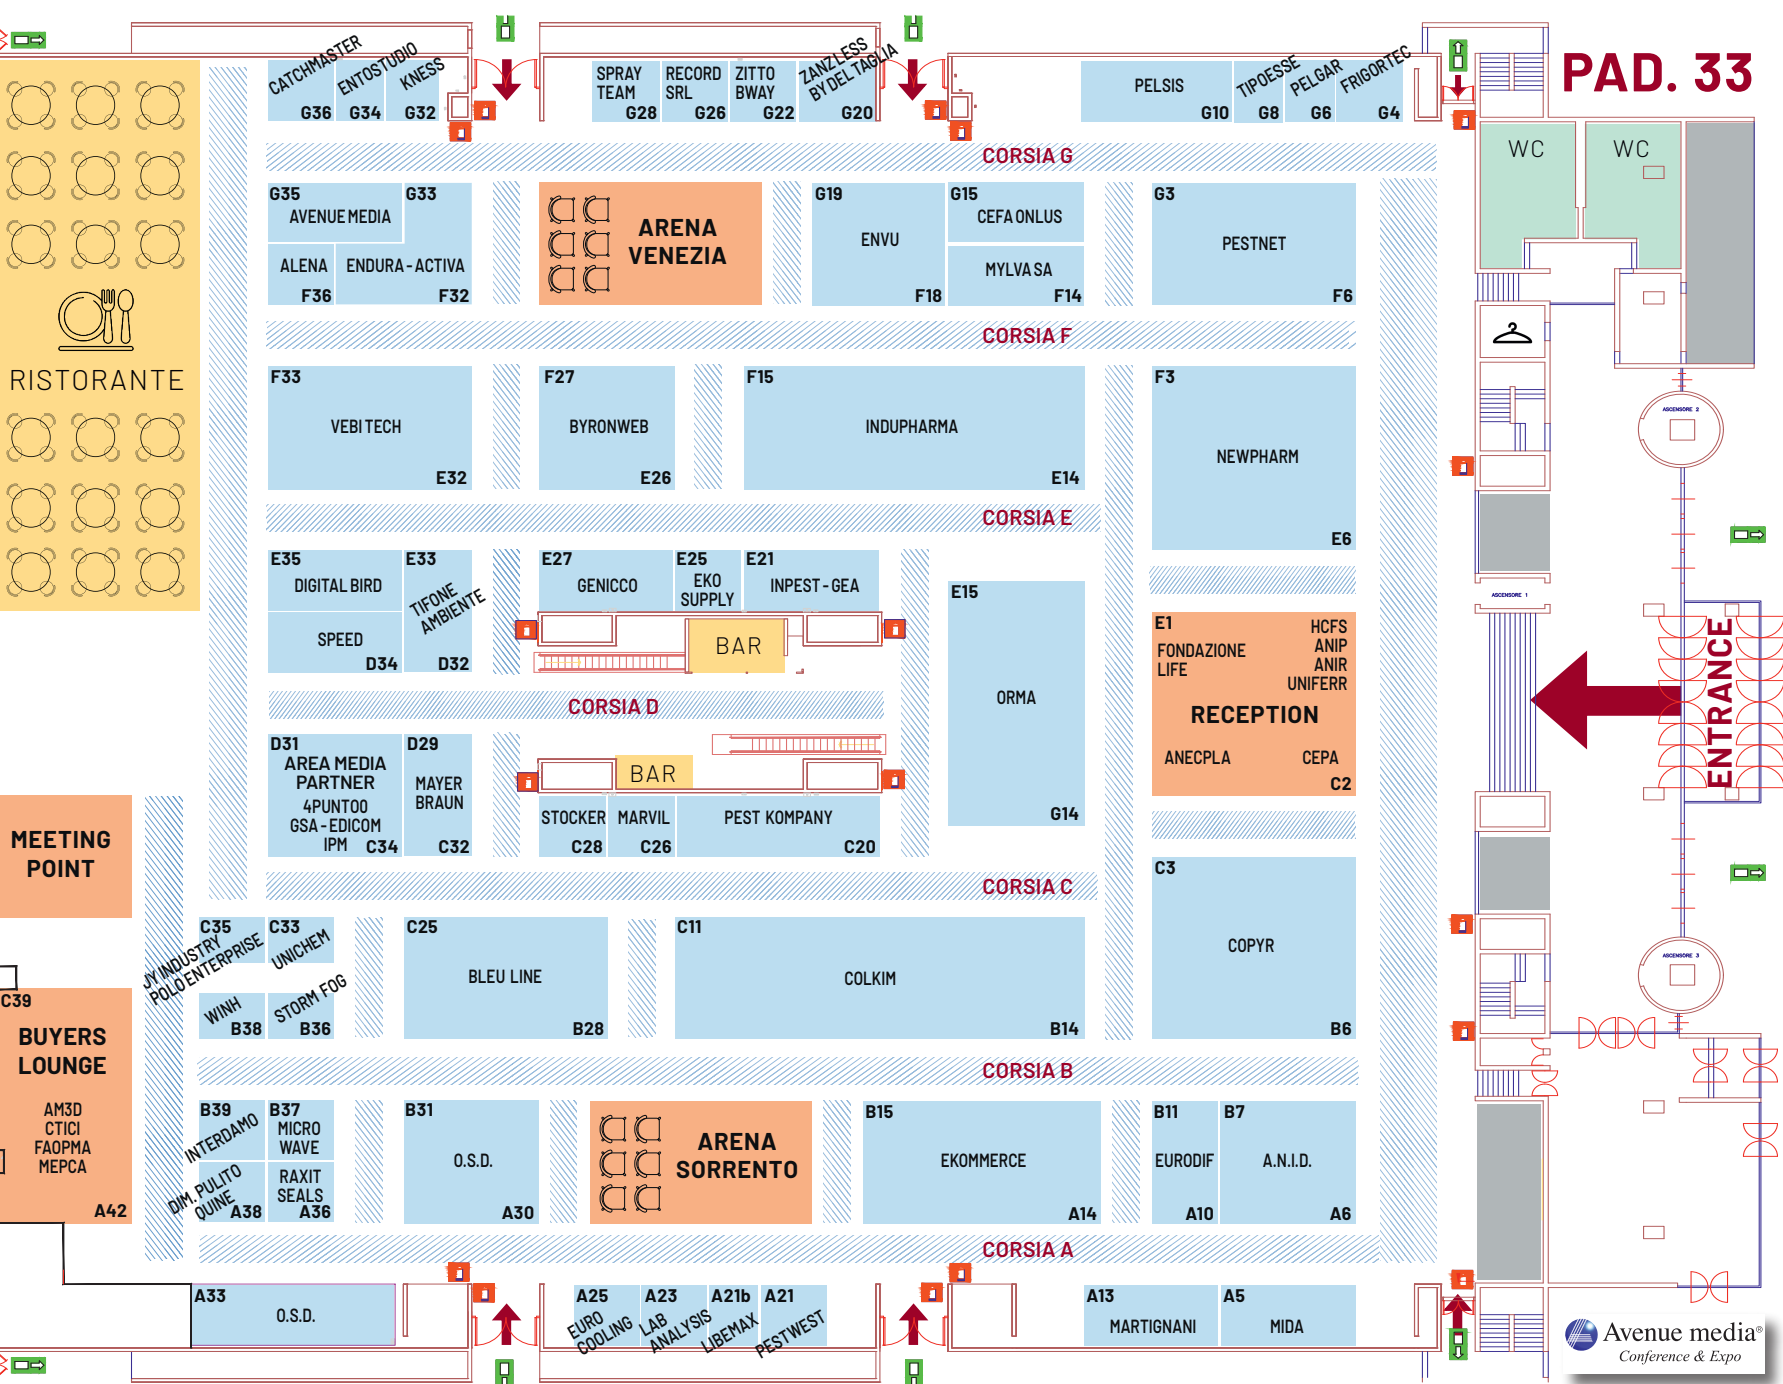 PAD. 33
CATCHMASTER
G36
ENTOSTUDIO
G34
KNESS
G32
SPRAY
TEAM
G28
RECORD
SRL
G26
ZITTO
BWAY
G22
ZANZLESS
BY DEL TAGLIA
G20
PELSIS
G10
TIPOESSE
G8
PELGAR
G6
FRIGORTEC
G4
WC
WC
CORSIA G
G35
AVENUE MEDIA
G33
ALENA
F36
ENDURA - ACTIVA
F32
ARENA
VENEZIA
G19
ENVU
F18
G15
CEFA ONLUS
MYLVA SA
F14
G3
PESTNET
F6
RISTORANTE
CORSIA F
F33
VEBI TECH
E32
F27
BYRONWEB
E26
F15
INDUPHARMA
E14
F3
NEWPHARM
E6
ASCENSORE 2
CORSIA E
E35
DIGITAL BIRD
SPEED
D34
E33
TIFONE
AMBIENTE
D32
E27
GENICCO
E25
EKO
SUPPLY
E21
INPEST - GEA
BAR
E15
ORMA
G14
E1
FONDAZIONE
LIFE
HCFS
ANIP
ANIR
UNIFERR
RECEPTION
ANECPLA
CEPA
C2
ASCENSORE 1
ENTRANCE
CORSIA D
D31
AREA MEDIA
PARTNER
4PUNTOO
GSA - EDICOM
IPM
C34
D29
MAYER
BRAUN
C32
BAR
STOCKER
C28
MARVIL
C26
PEST KOMPANY
C20
MEETING
POINT
CORSIA C
C35
UY INDUSTRY
POLO ENTERPRISE
C33
UNICHEM
WINH
B38
STORM FOG
B36
C25
BLEU LINE
B28
C11
COLKIM
B14
C3
COPYR
B6
ASCENSORE 3
C39
BUYERS
LOUNGE
AM3D
CTICI
FAOPMA
MEPCA
A42
CORSIA B
B39
INTERDAMO
B37
MICRO
WAVE
DIM. PULITO
QUINE
A38
RAXIT
SEALS
A36
B31
O.S.D.
A30
ARENA
SORRENTO
B15
EKOMMERCE
A14
B11
EURODIF
A10
B7
A.N.I.D.
A6
CORSIA A
A33
O.S.D.
A25
EURO
COOLING
A23
LAB
ANALYSIS
A21b
LIBEMAX
A21
PESTWEST
A13
MARTIGNANI
A5
MIDA
Avenue media®
Conference & Expo